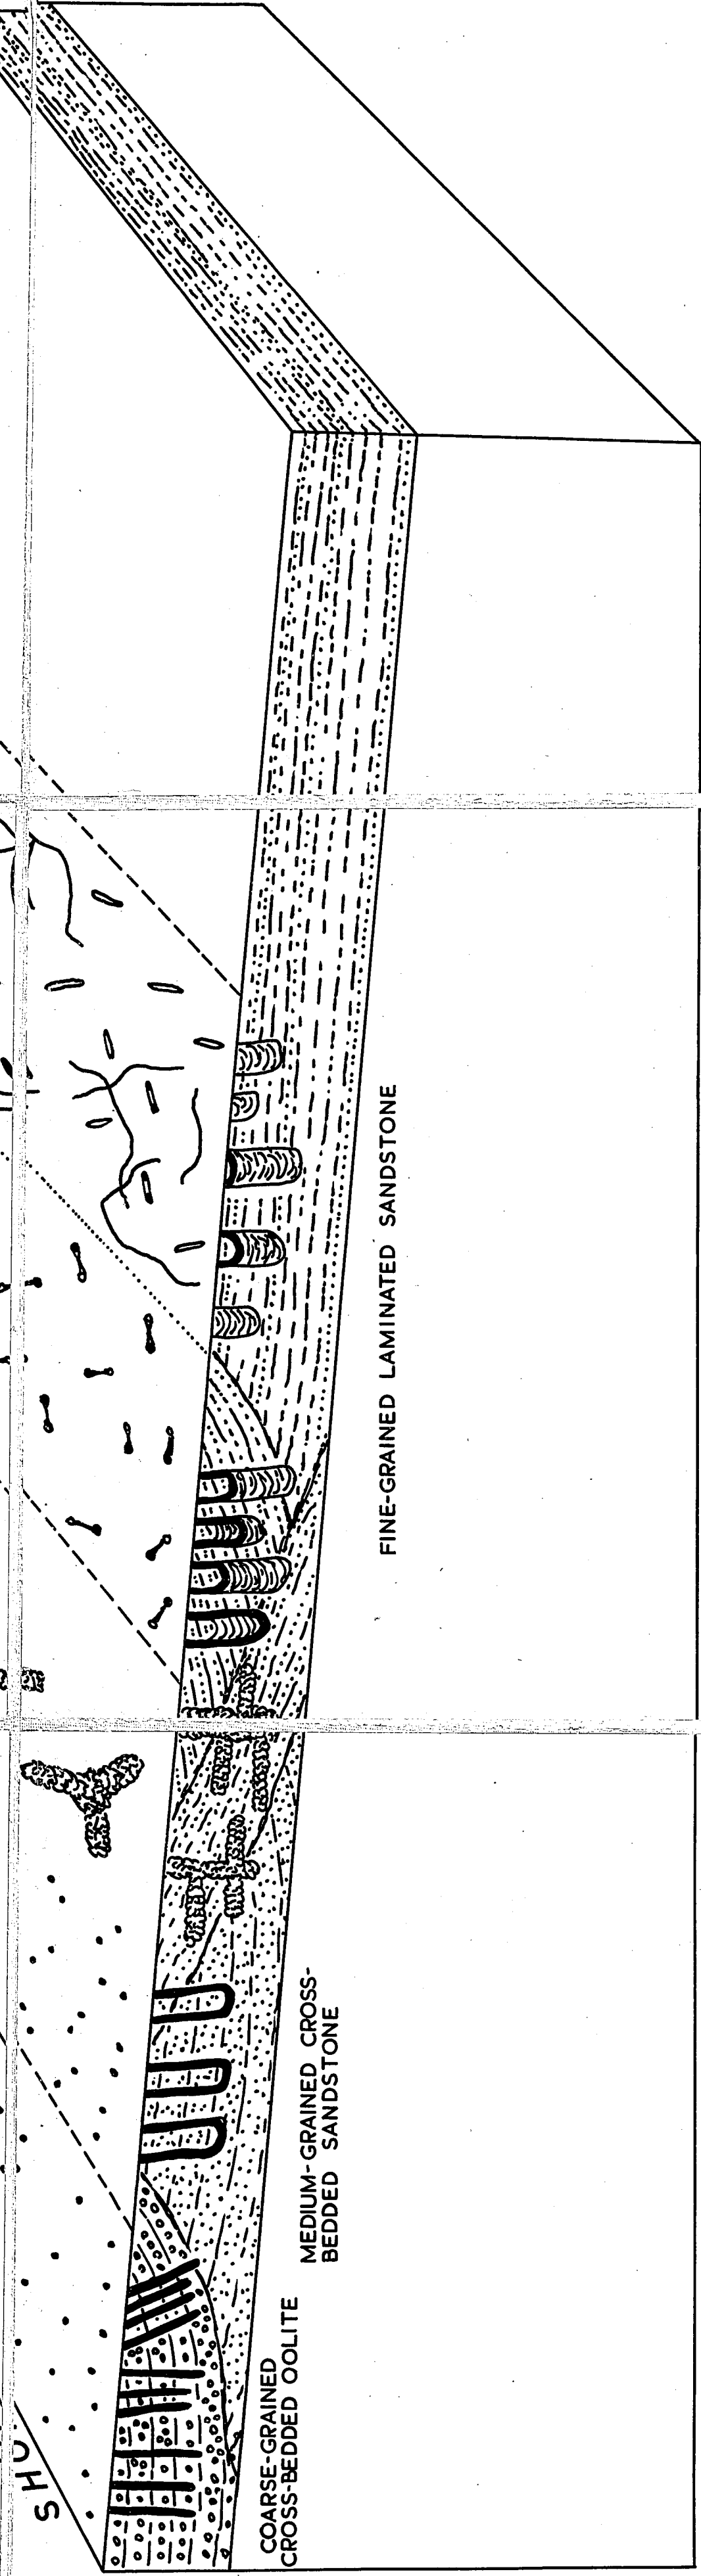 COARSE-GRAINED
CROSS-BEDDED OOLITE
MEDIUM-GRAINED CROSS-
BEDDED SANDSTONE
FINE-GRAINED LAMINATED SANDSTONE